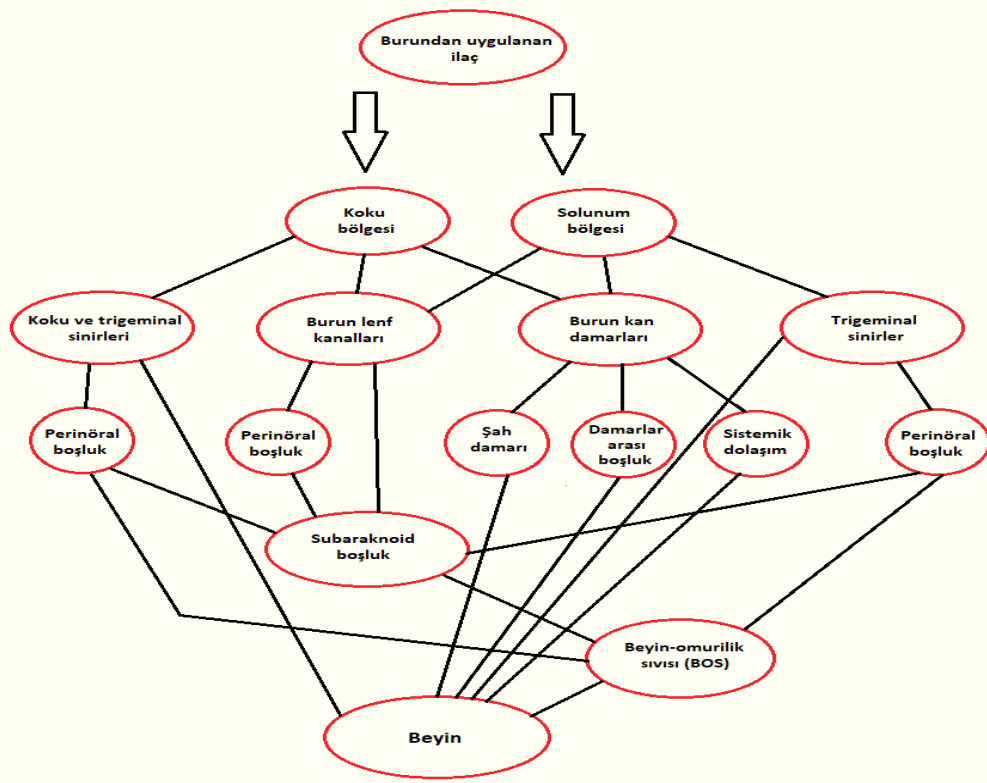 Burundan uygulanan
ilaç
Koku
bölgesi
Solunum
bölgesi
Koku ve trigeminal
sinirleri
Burun lenf
kanalları
Burun kan
damarları
Trigeminal
sinirler
Perinöral
boşluk
Perinöral
boşluk
Şah
damarı
Damarlar
arası
boşluk
Sistemik
dolaşım
Perinöral
boşluk
Subaraknoid
boşluk
Beyin-omurilik
sıvısı (BOS)
Beyin